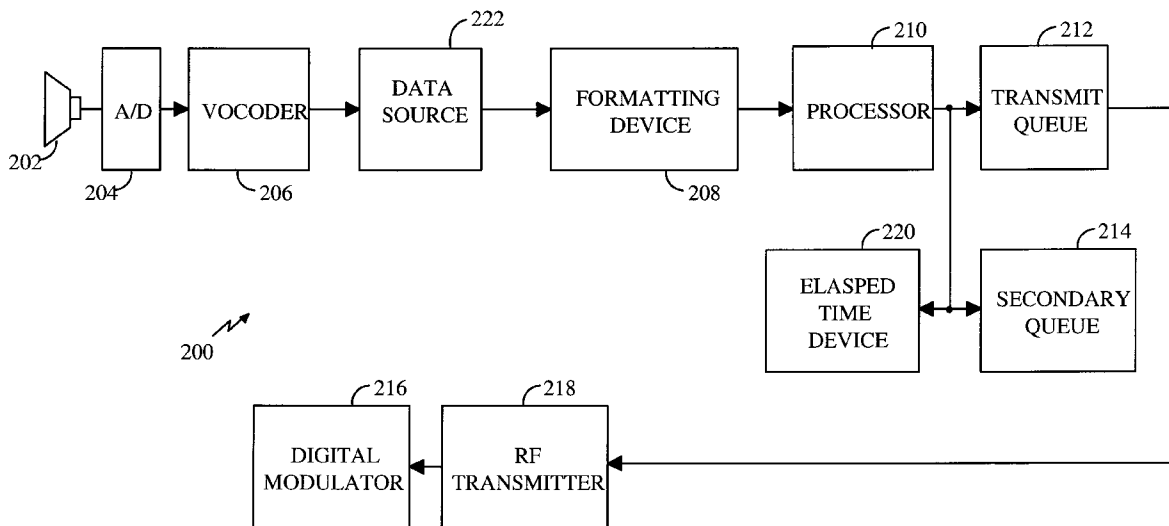 222
210
212
A/D
VOCODER
DATA
SOURCE
FORMATTING
DEVICE
PROCESSOR
TRANSMIT
QUEUE
202
204
206
208
220
214
ELASPED
TIME
DEVICE
SECONDARY
QUEUE
200
216
218
DIGITAL
MODULATOR
RF
TRANSMITTER